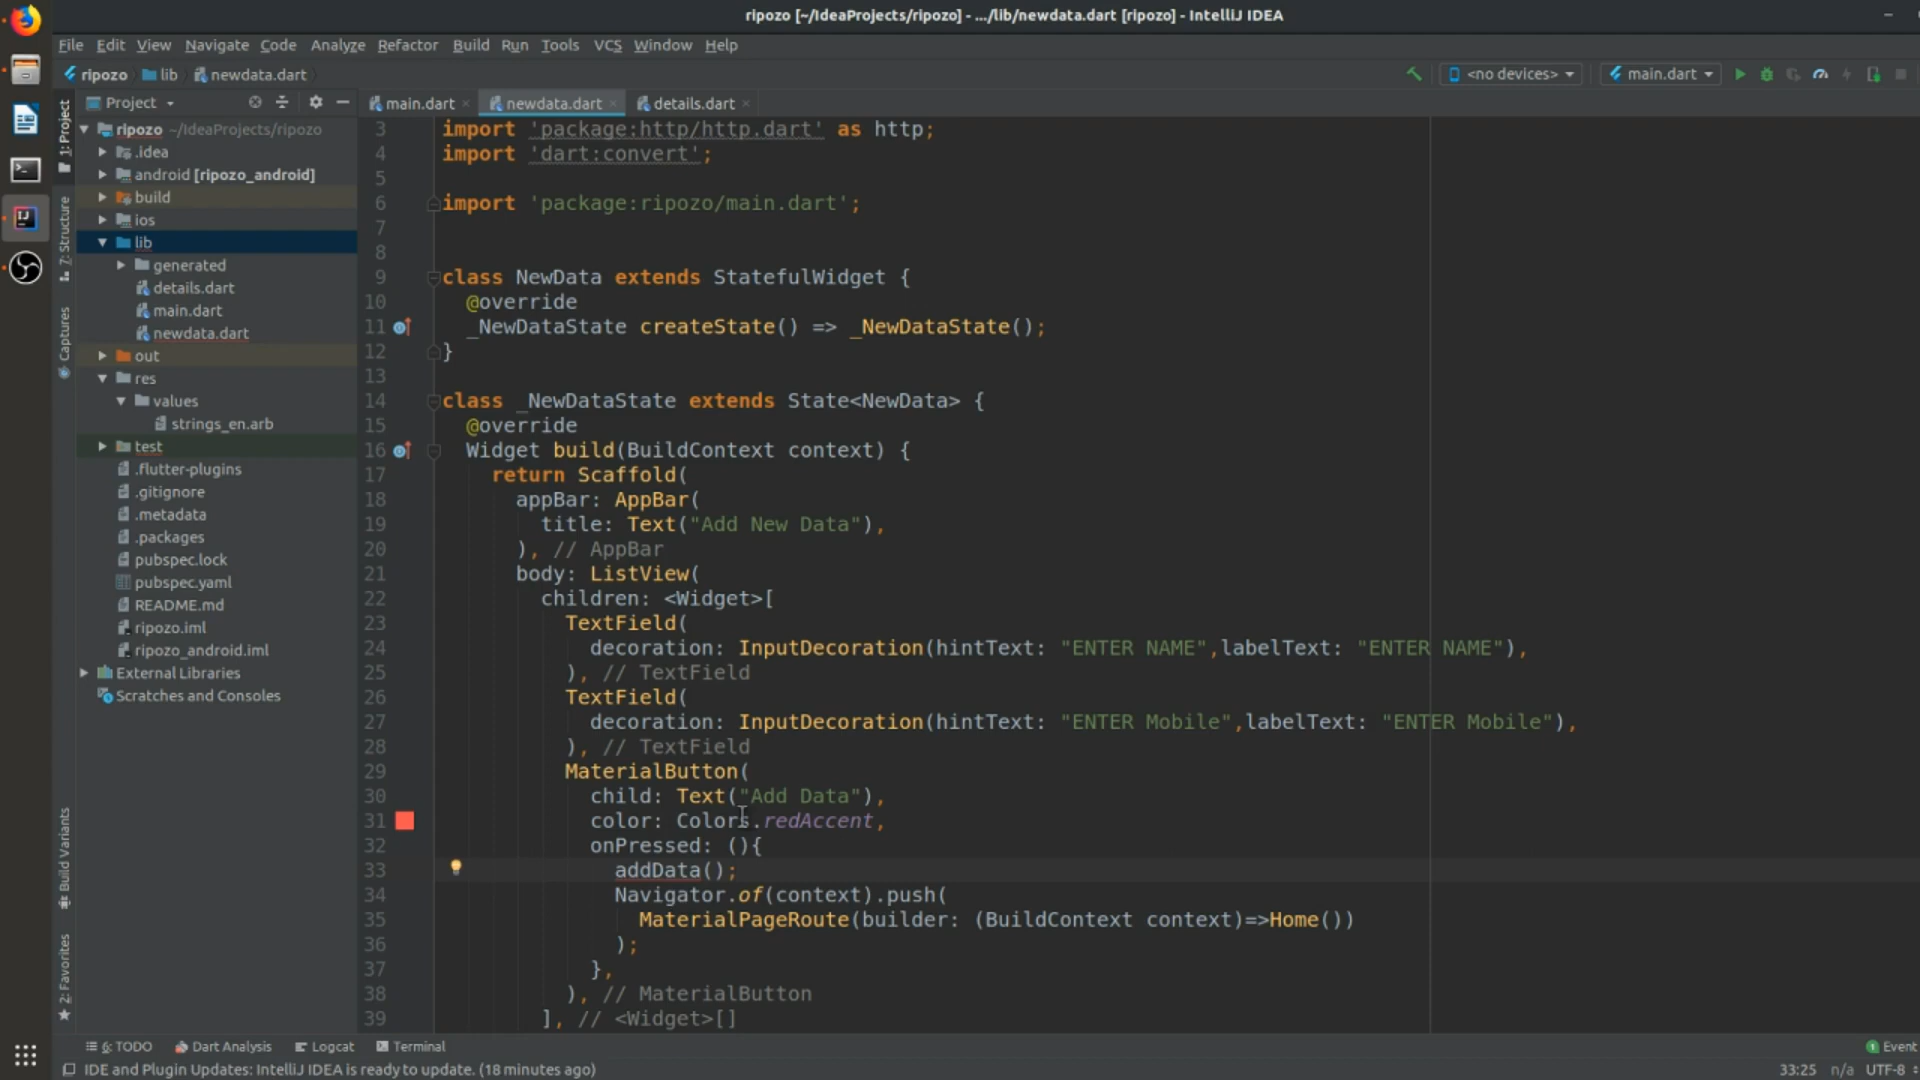 ripozo [~/IdeaProjects/ripozo] - .../lib/newdata.dart [ripozo] - IntelliJ IDEA
File Edit View Navigate Code Analyze Refactor Build Run Tools VCS Window Help
ripozo lib newdata.dart <no devices> main.dart
Project main.dart newdata.dart details.dart
1: Project
7: Structure
Captures
Build Variants
2: Favorites
ripozo ~/IdeaProjects/ripozo
.idea
android [ripozo_android]
build
ios
lib
generated
details.dart
main.dart
newdata.dart
out
res
values
strings_en.arb
test
.flutter-plugins
.gitignore
.metadata
.packages
pubspec.lock
pubspec.yaml
README.md
ripozo.iml
ripozo_android.iml
External Libraries
Scratches and Consoles
3 import 'package:http/http.dart' as http;
4 import 'dart:convert';
5
6 import 'package:ripozo/main.dart';
7
8
9 class NewData extends StatefulWidget {
10 @override
11 _NewDataState createState() => _NewDataState();
12 }
13
14 class _NewDataState extends State<NewData> {
15 @override
16 Widget build(BuildContext context) {
17 return Scaffold(
18 appBar: AppBar(
19 title: Text("Add New Data"),
20 ), // AppBar
21 body: ListView(
22 children: <Widget>[
23 TextField(
24 decoration: InputDecoration(hintText: "ENTER NAME",labelText: "ENTER NAME"),
25 ), // TextField
26 TextField(
27 decoration: InputDecoration(hintText: "ENTER Mobile",labelText: "ENTER Mobile"),
28 ), // TextField
29 MaterialButton(
30 child: Text("Add Data"),
31 color: Colors.redAccent,
32 onPressed: (){
33 addData();
34 Navigator.of(context).push(
35 MaterialPageRoute(builder: (BuildContext context)=>Home())
36 );
37 },
38 ), // MaterialButton
39 ], // <Widget>[]
6: TODO Dart Analysis Logcat Terminal 1 Event
IDE and Plugin Updates: IntelliJ IDEA is ready to update. (18 minutes ago) 33:25 n/a UTF-8